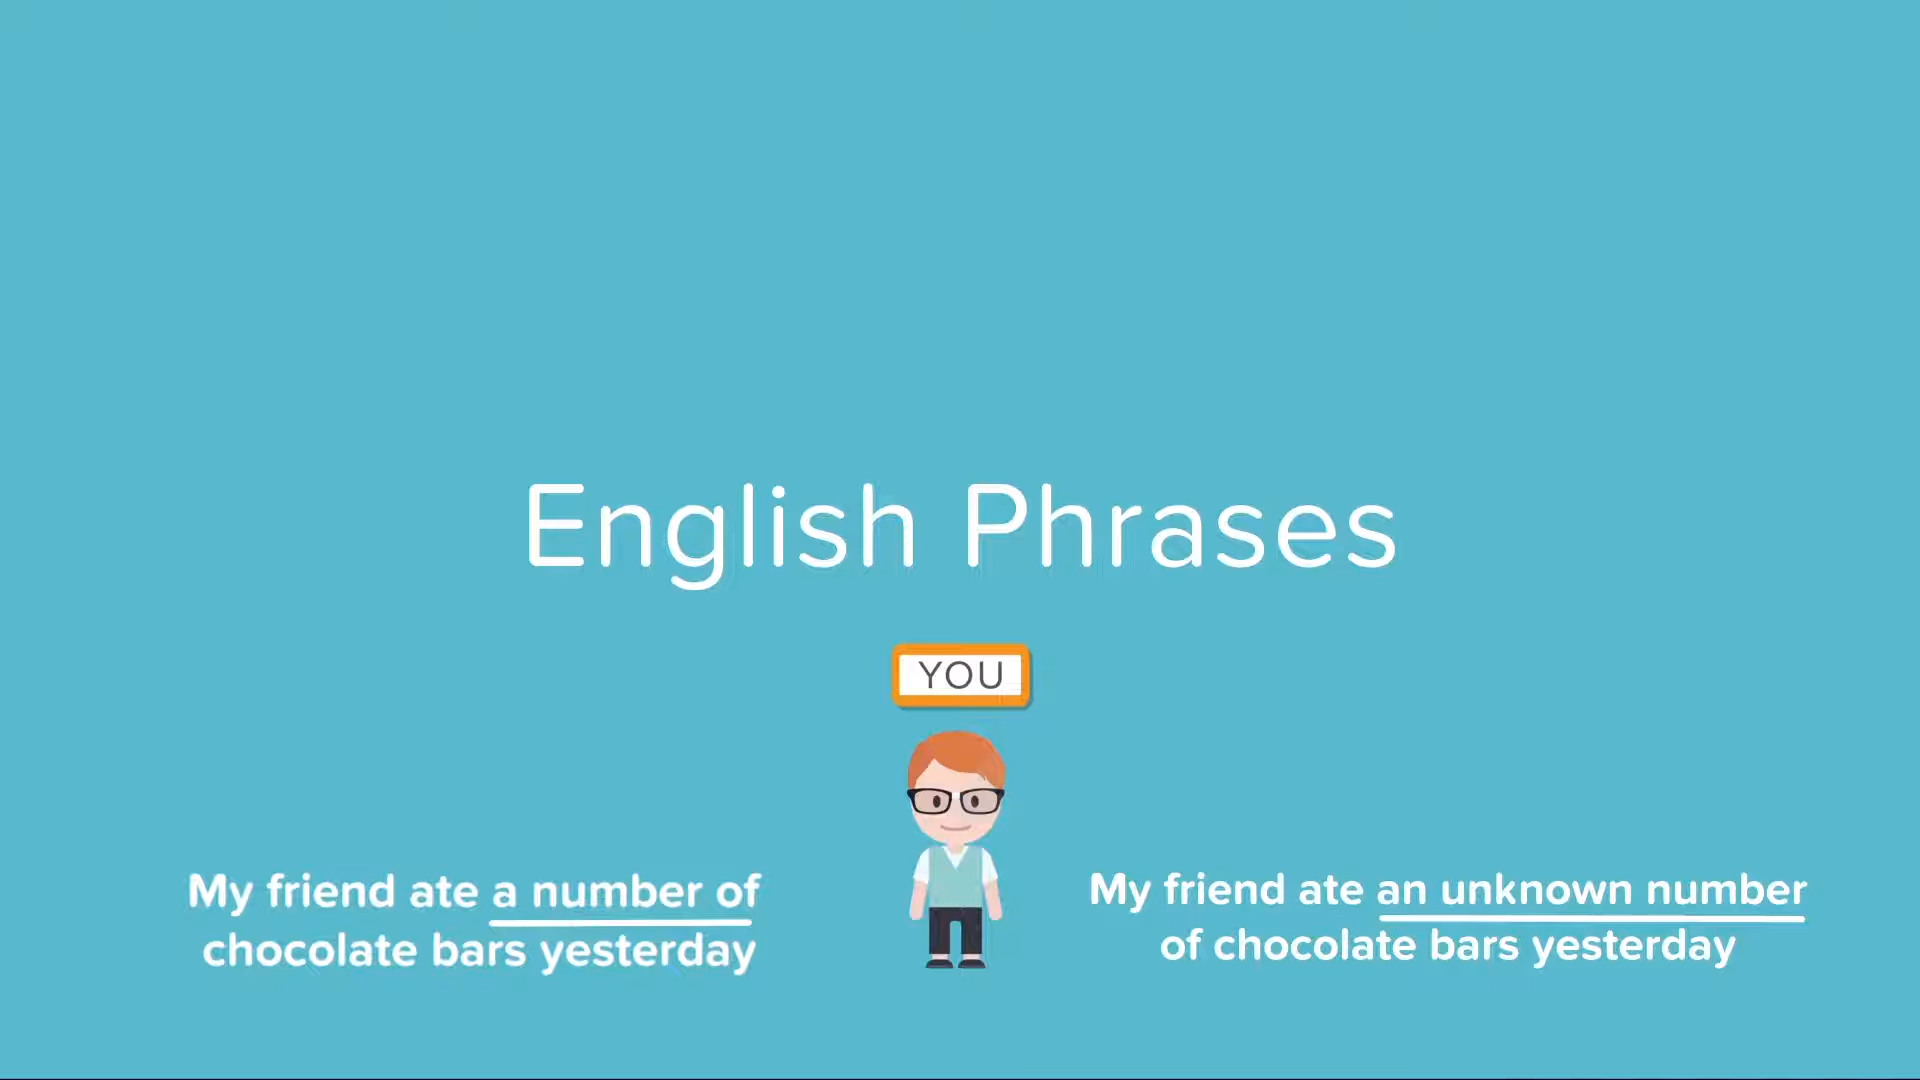 English Phrases
YOU
My friend ate a number of
chocolate bars yesterday
My friend ate an unknown number
of chocolate bars yesterday